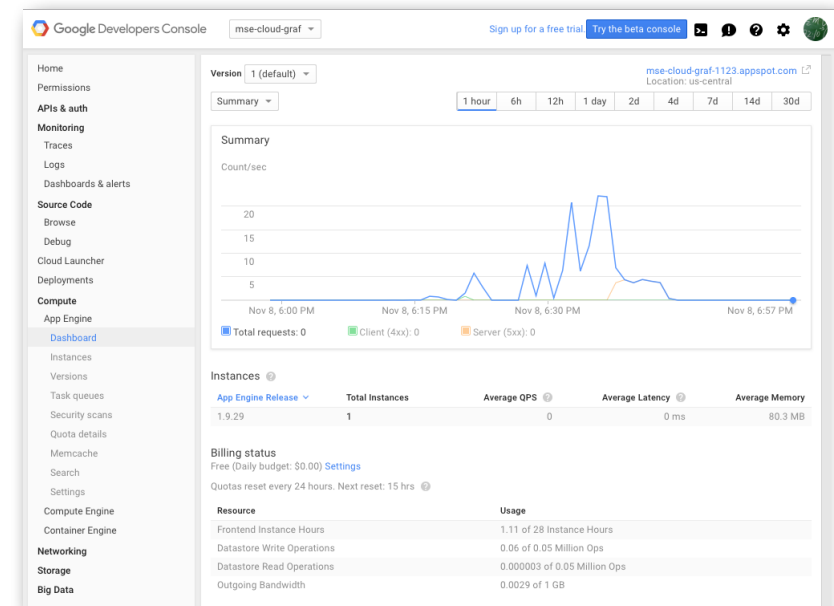 Google Developers Console
mse-cloud-graf
Sign up for a free trial.
Try the beta console
Home
Permissions
APIs & auth
Monitoring
Traces
Logs
Dashboards & alerts
Source Code
Browse
Debug
Cloud Launcher
Deployments
Compute
App Engine
Dashboard
Instances
Versions
Task queues
Security scans
Quota details
Memcache
Search
Settings
Compute Engine
Container Engine
Networking
Storage
Big Data
Version 1 (default)
mse-cloud-graf-1123.appspot.com
Location: us-central
Summary
1 hour 6h 12h 1 day 2d 4d 7d 14d 30d
Summary
Count/sec
20
15
10
5
Nov 8, 6:00 PM Nov 8, 6:15 PM Nov 8, 6:30 PM Nov 8, 6:57 PM
Total requests: 0 Client (4xx): 0 Server (5xx): 0
Instances
App Engine Release Total Instances Average QPS Average Latency Average Memory
1.9.29 1 0 0 ms 80.3 MB
Billing status
Free (Daily budget: $0.00) Settings
Quotas reset every 24 hours. Next reset: 15 hrs
Resource Usage
Frontend Instance Hours 1.11 of 28 Instance Hours
Datastore Write Operations 0.06 of 0.05 Million Ops
Datastore Read Operations 0.000003 of 0.05 Million Ops
Outgoing Bandwidth 0.0029 of 1 GB